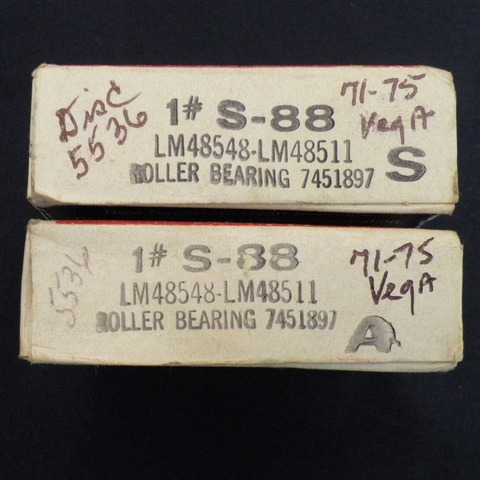 Disc
5536
1# S-88
LM48548-LM48511
ROLLER BEARING 7451897
71-75
VegA
S
5536
1# S-88
LM48548-LM48511
ROLLER BEARING 7451897
71-75
VegA
A